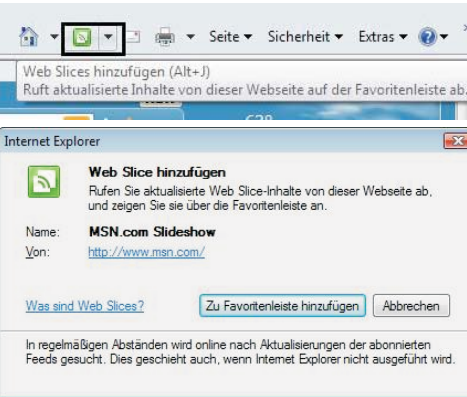 Seite Sicherheit Extras
Web Slices hinzufügen (Alt+J)
Ruft aktualisierte Inhalte von dieser Webseite auf der Favoritenleiste ab.
Internet Explorer
Web Slice hinzufügen
Rufen Sie aktualisierte Web Slice-Inhalte von dieser Webseite ab,
und zeigen Sie sie über die Favoritenleiste an.
Name: MSN.com Slideshow
Von: http://www.msn.com/
Was sind Web Slices? Zu Favoritenleiste hinzufügen Abbrechen
In regelmäßigen Abständen wird online nach Aktualisierungen der abonnierten
Feeds gesucht. Dies geschieht auch, wenn Internet Explorer nicht ausgeführt wird.